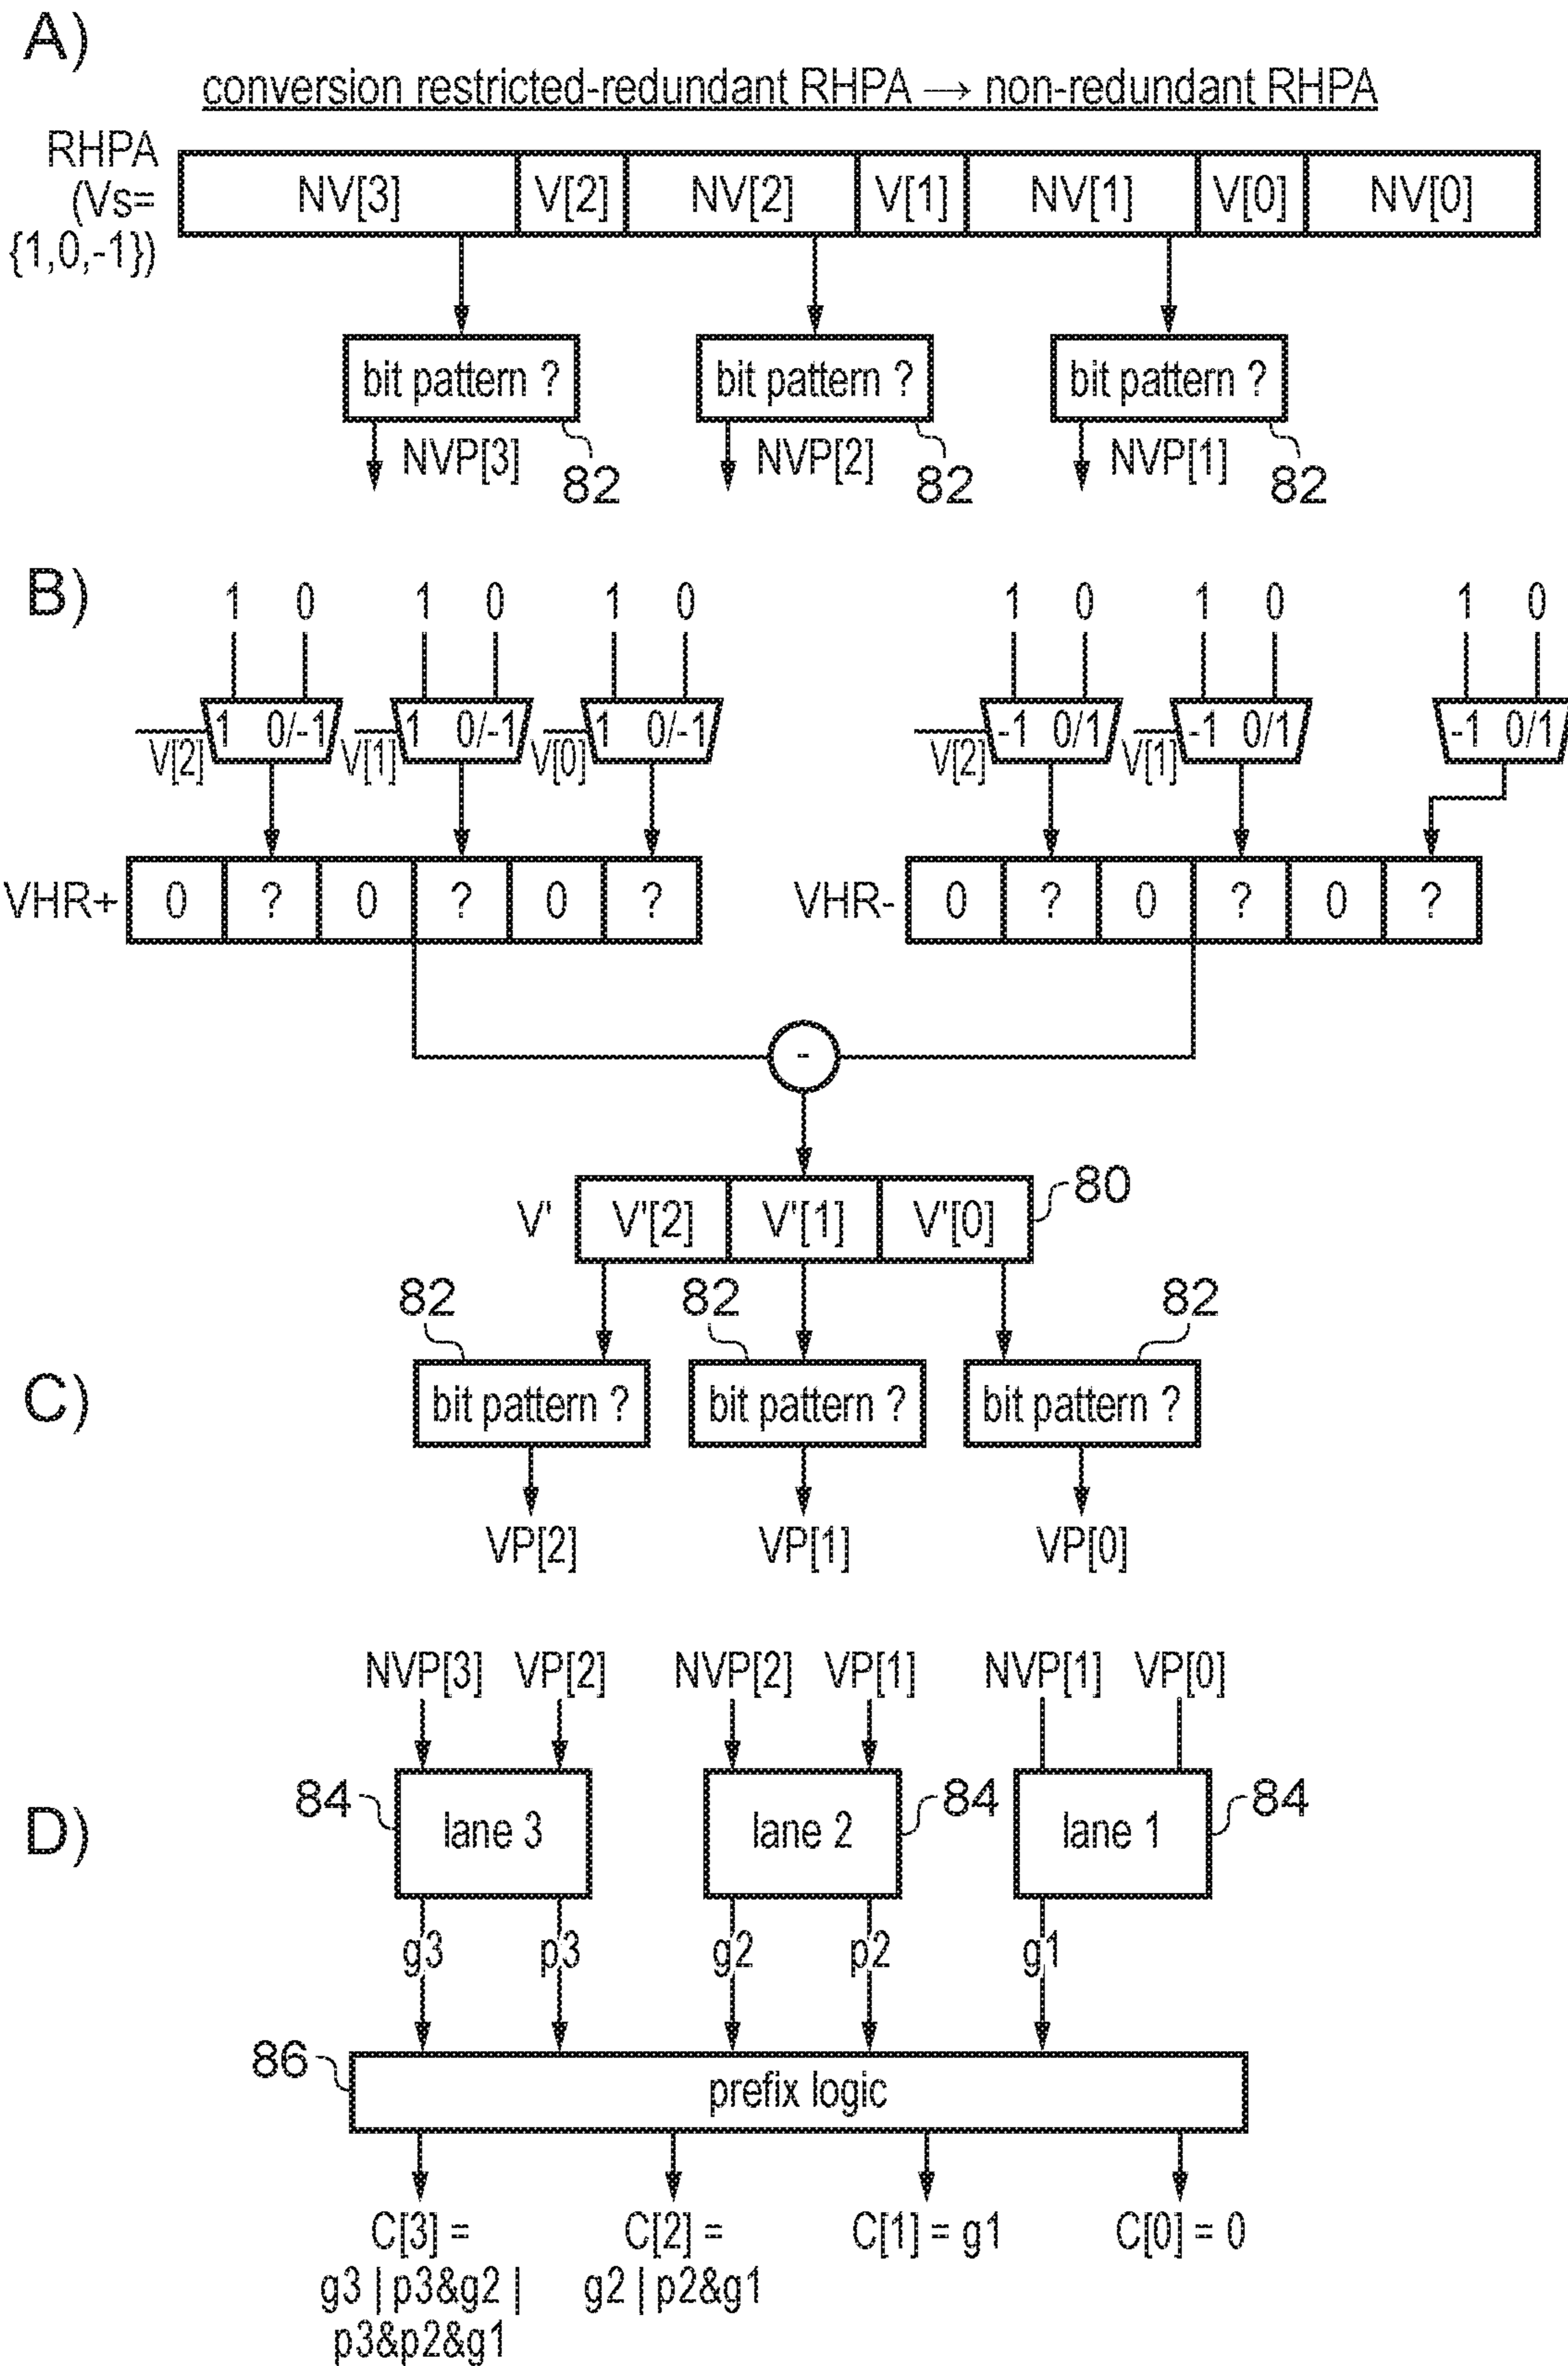 A)
conversion restricted-redundant RHPA → non-redundant RHPA
RHPA
(Vs=
{1,0,-1})
NV[3] V[2] NV[2] V[1] NV[1] V[0] NV[0]
bit pattern ? bit pattern ? bit pattern ?
NVP[3] 82 NVP[2] 82 NVP[1] 82
B)
1 0 1 0 1 0 1 0 1 0 1 0
1 0/-1 1 0/-1 1 0/-1 -1 0/1 -1 0/1 -1 0/1
V[2] V[1] V[0] V[2] V[1]
VHR+ 0 ? 0 ? 0 ? VHR- 0 ? 0 ? 0 ?
-
V' V'[2] V'[1] V'[0] 80
82 82 82
C)
bit pattern ? bit pattern ? bit pattern ?
VP[2] VP[1] VP[0]
NVP[3] VP[2] NVP[2] VP[1] NVP[1] VP[0]
D)
84 lane 3 lane 2 84 lane 1 84
g3 p3 g2 p2 g1
86 prefix logic
C[3] = C[2] = C[1] = g1 C[0] = 0
g3 | p3&g2 | g2 | p2&g1
p3&p2&g1